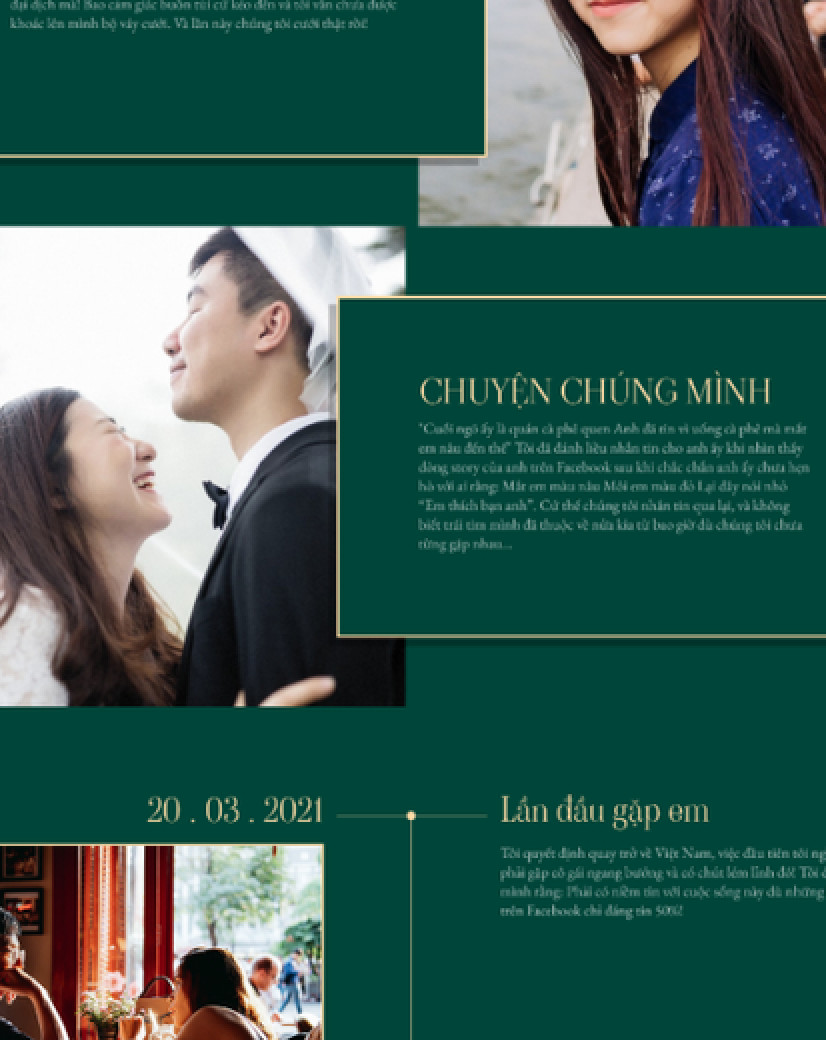 đại dịch mà! Bao cảm giác buồn tủi cứ kéo đến và tôi vẫn chưa được
khoác lên mình bộ váy cưới. Và lần này chúng tôi cưới thật rồi!
CHUYỆN CHÚNG MÌNH
"Cuối ngõ ấy là quán cà phê quen Anh đã rin vì uống cà phê mà mắt
em nâu đến thế" Tôi đã đánh liều nhắn tin cho anh ấy khi nhìn thấy
dòng story của anh trên Facebook sau khi chắc chắn anh ấy chưa hẹn
hò với ai rằng: Mắt em màu nâu Môi em màu đỏ Lại đây nói nhỏ
"Em thích bạn anh". Cứ thế chúng tôi nhắn tin qua lại, và không
biết trái tim mình đã thuộc về nửa kia từ bao giờ dù chúng tôi chưa
từng gặp nhau...
20 . 03 . 2021
Lần đầu gặp em
Tôi quyết định quay trở về Việt Nam, việc đầu tiên tôi ng
phải gặp cô gái ngang bướng và có chút lém lỉnh đó! Tôi đ
mình rằng: Phải có niềm tin với cuộc sống này dù những
trên Facebook chỉ đáng tin 50%!